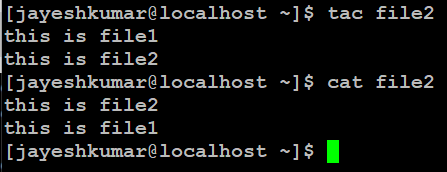 [jayeshkumar@localhost ~]$ tac file2
this is file1
this is file2
[jayeshkumar@localhost ~]$ cat file2
this is file2
this is file1
[jayeshkumar@localhost ~]$